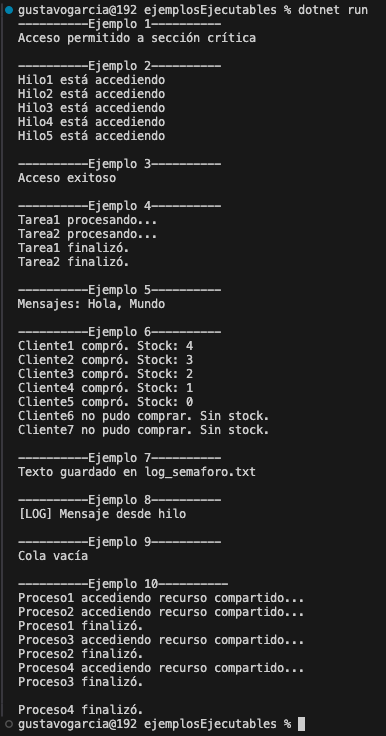 gustavogarcia@192 ejemplosEjecutables % dotnet run
----------Ejemplo 1----------
Acceso permitido a sección crítica
----------Ejemplo 2----------
Hilo1 está accediendo
Hilo2 está accediendo
Hilo3 está accediendo
Hilo4 está accediendo
Hilo5 está accediendo
----------Ejemplo 3----------
Acceso exitoso
----------Ejemplo 4----------
Tarea1 procesando...
Tarea2 procesando...
Tarea1 finalizó.
Tarea2 finalizó.
----------Ejemplo 5----------
Mensajes: Hola, Mundo
----------Ejemplo 6----------
Cliente1 compró. Stock: 4
Cliente2 compró. Stock: 3
Cliente3 compró. Stock: 2
Cliente4 compró. Stock: 1
Cliente5 compró. Stock: 0
Cliente6 no pudo comprar. Sin stock.
Cliente7 no pudo comprar. Sin stock.
----------Ejemplo 7----------
Texto guardado en log_semaforo.txt
----------Ejemplo 8----------
[LOG] Mensaje desde hilo
----------Ejemplo 9----------
Cola vacía
----------Ejemplo 10----------
Proceso1 accediendo recurso compartido...
Proceso2 accediendo recurso compartido...
Proceso1 finalizó.
Proceso3 accediendo recurso compartido...
Proceso2 finalizó.
Proceso4 accediendo recurso compartido...
Proceso3 finalizó.
Proceso4 finalizó.
gustavogarcia@192 ejemplosEjecutables %